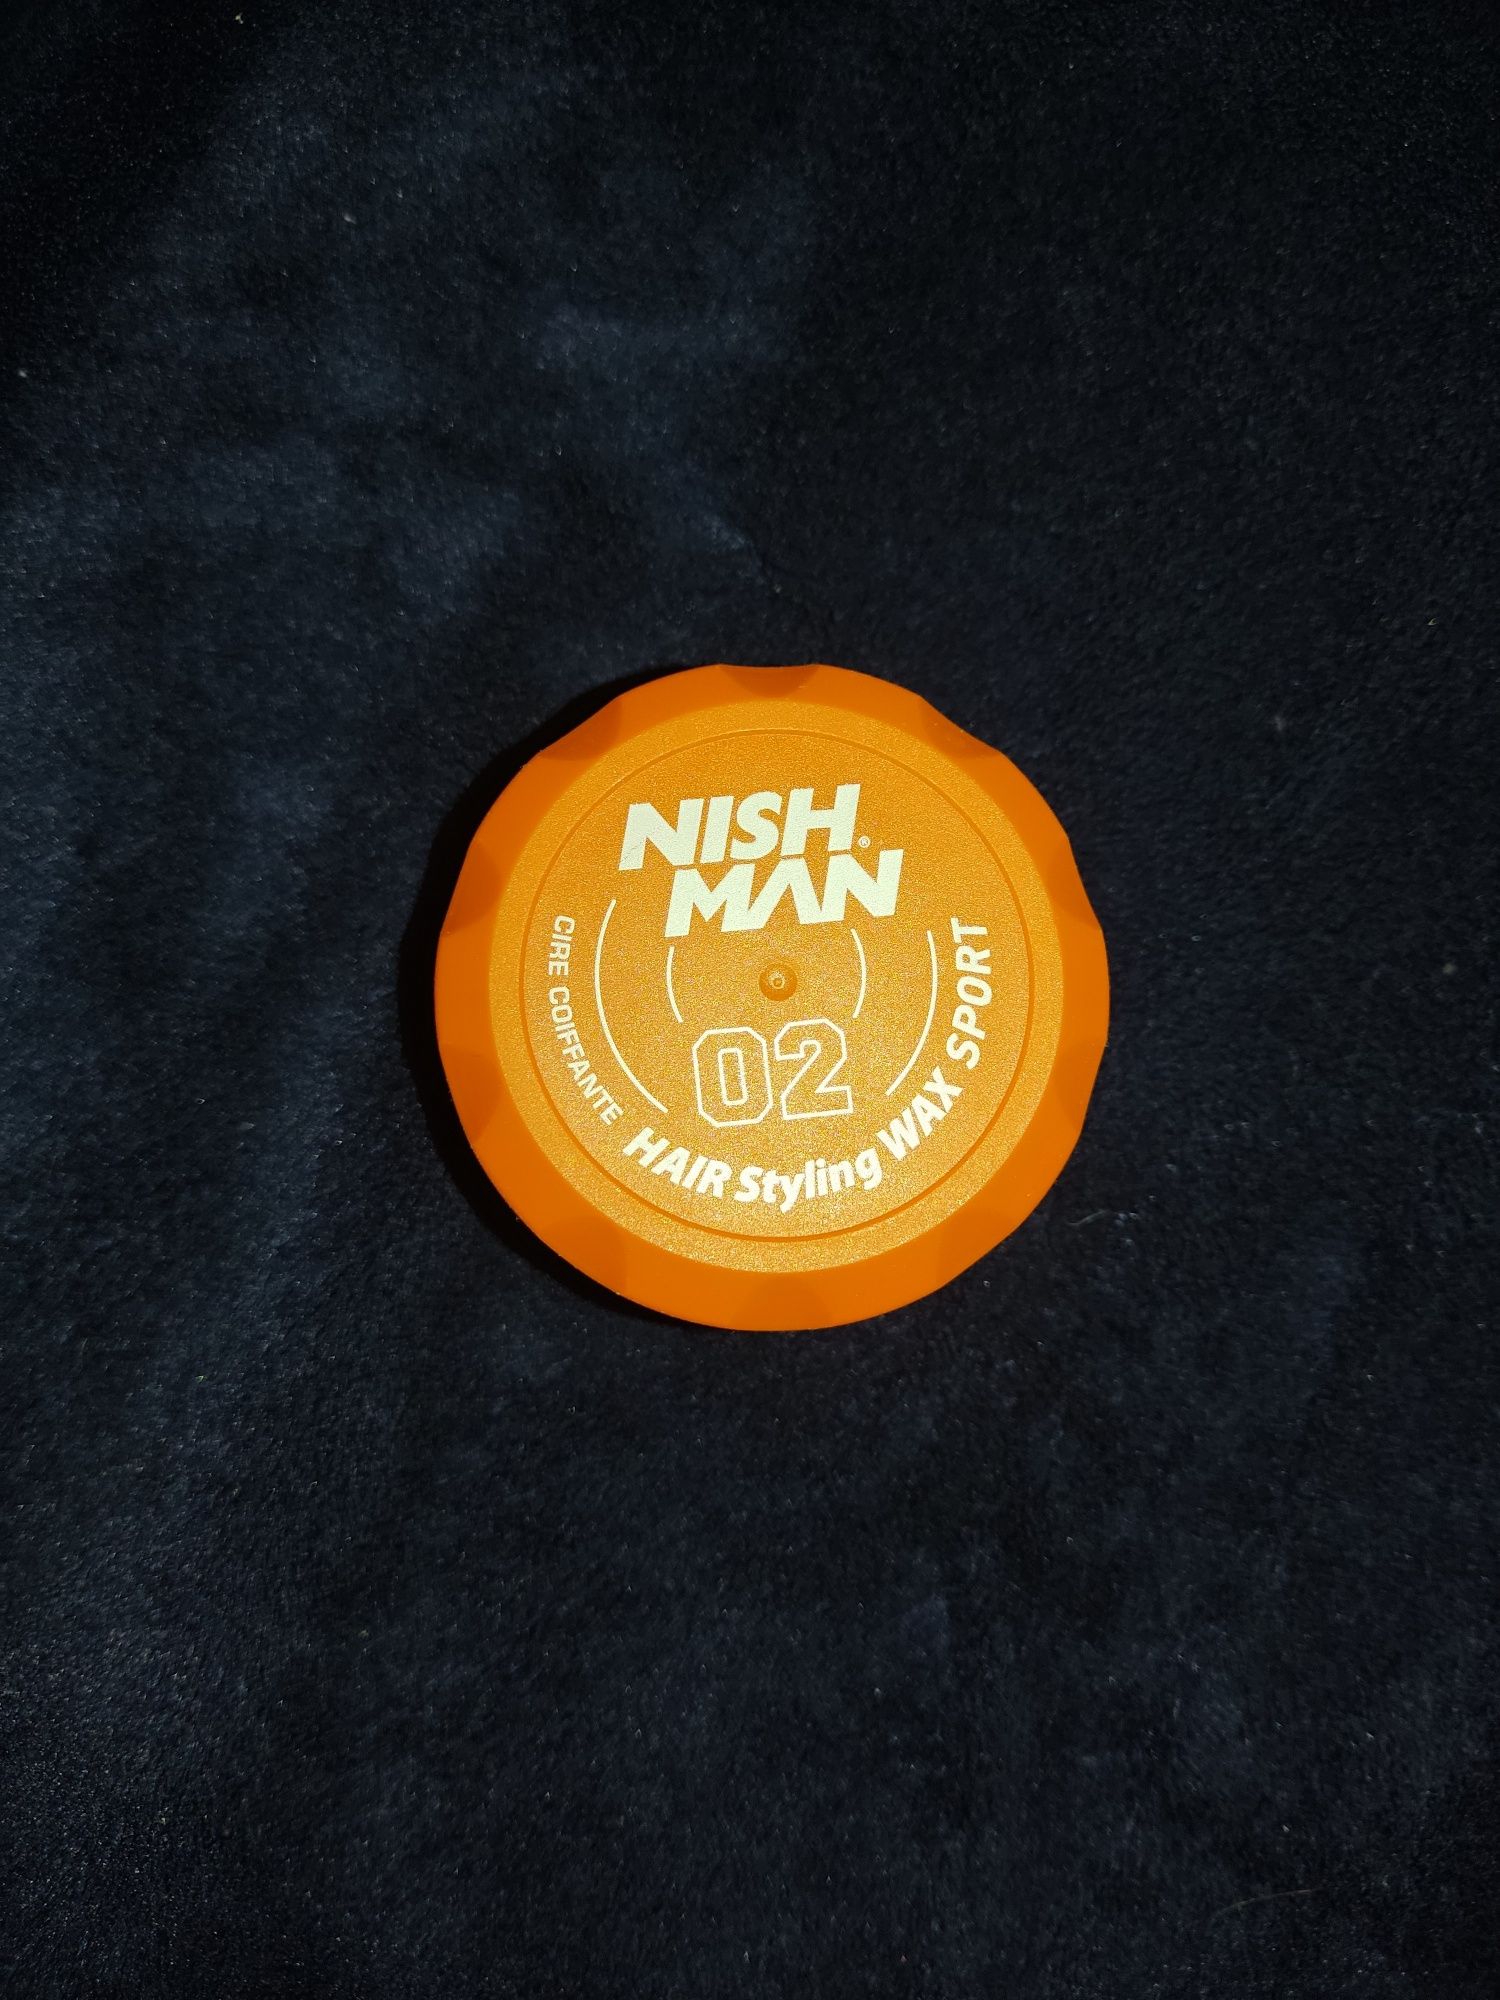 NISH
MAN®
02
CIRE COIFFANTE HAIR Styling WAX SPORT